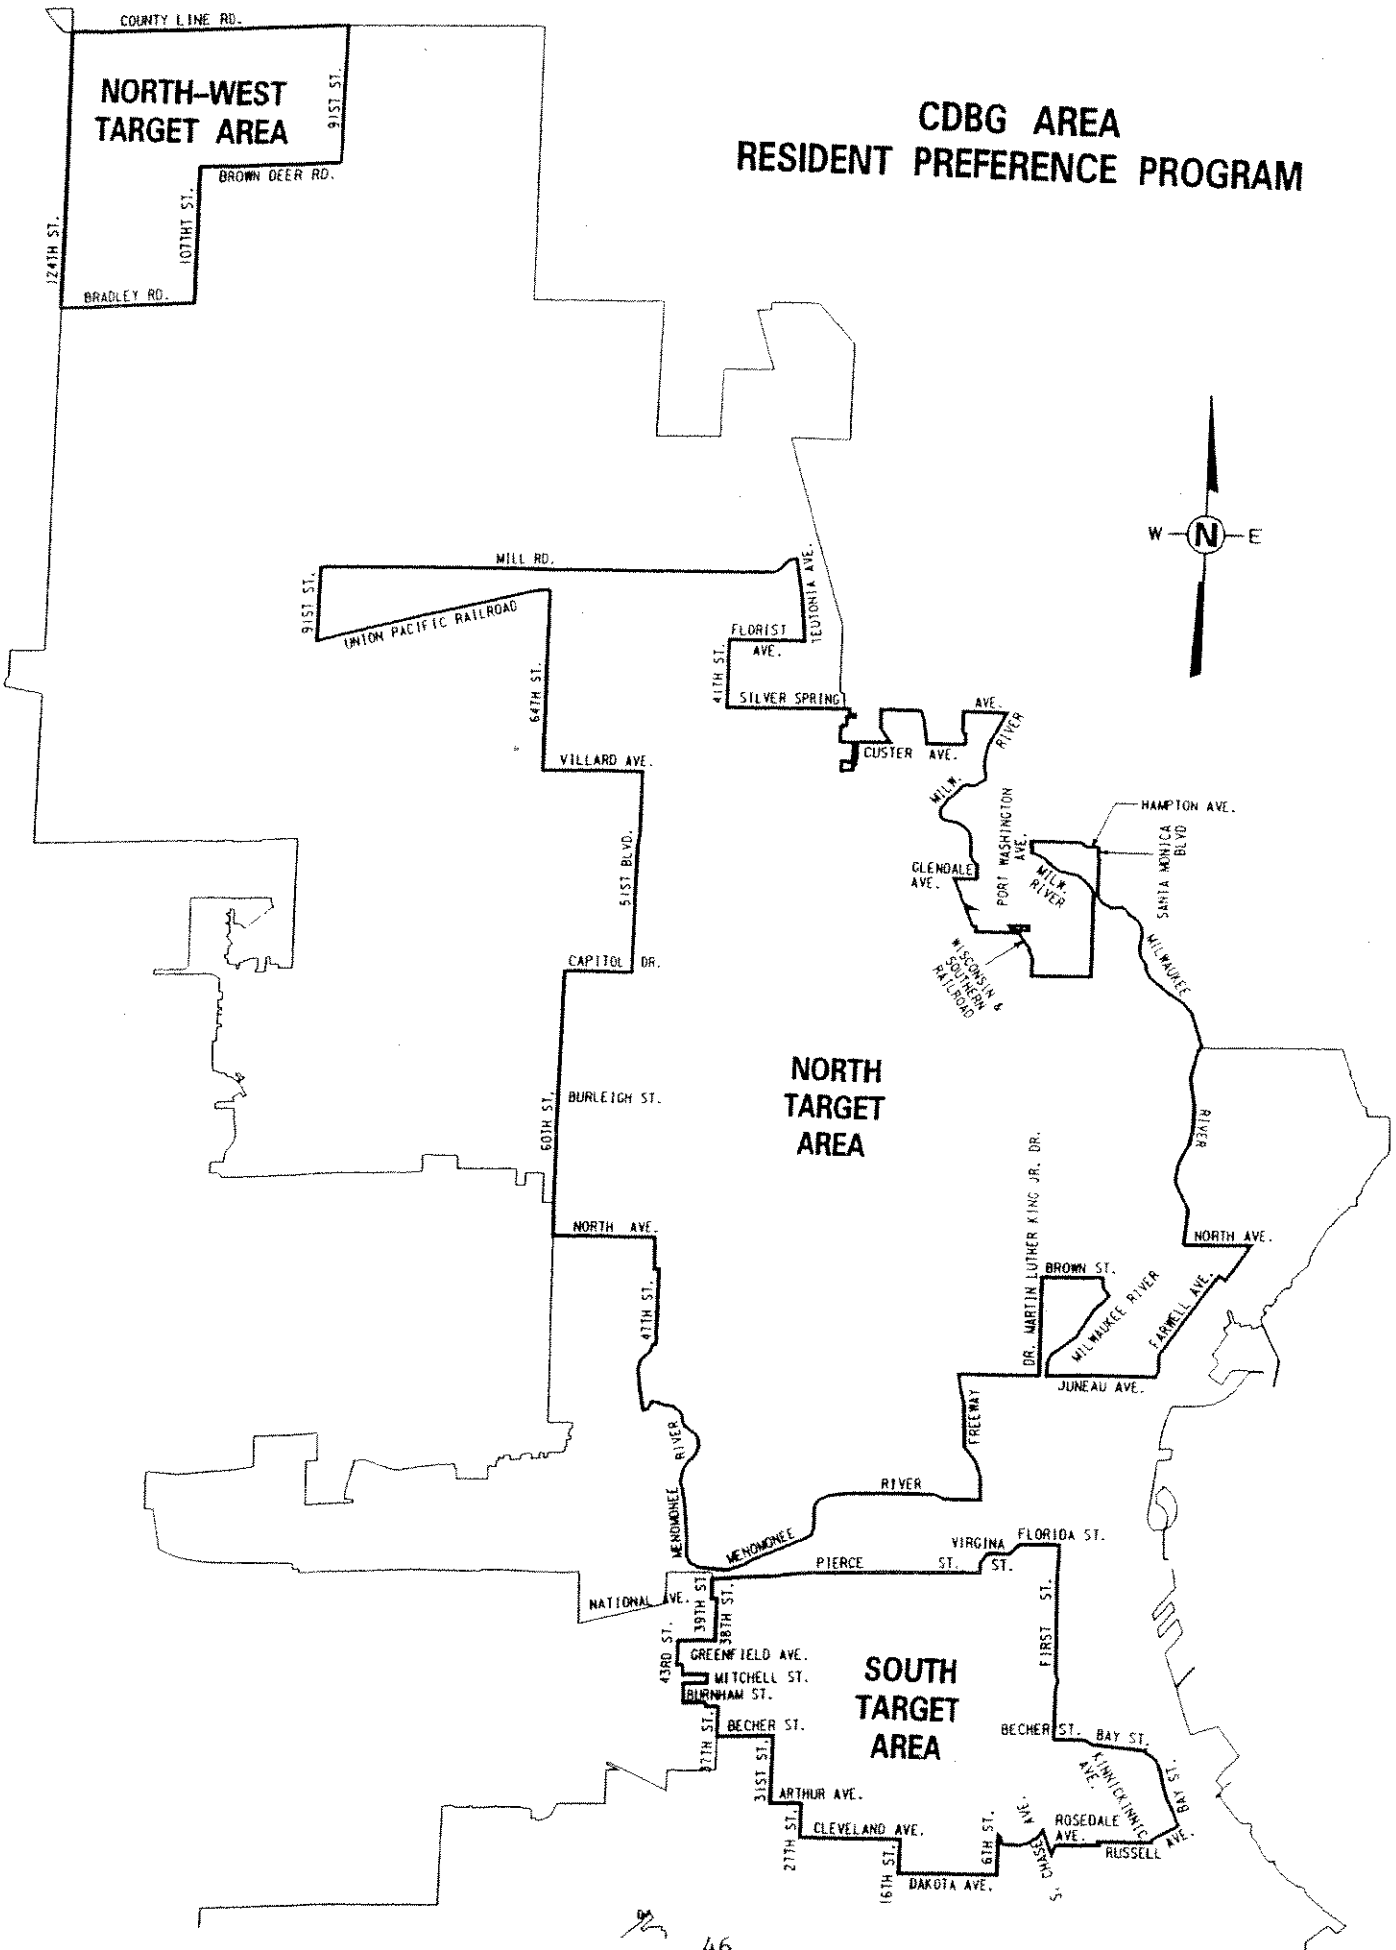 COUNTY LINE RD.
NORTH-WEST
TARGET AREA
91ST ST.
BROWN DEER RD.
107THT ST.
124TH ST.
BRADLEY RD.
CDBG AREA
RESIDENT PREFERENCE PROGRAM
W N E
MILL RD.
91ST ST.
UNION PACIFIC RAILROAD
TEUTONIA AVE.
FLORIST
AVE.
41TH ST.
SILVER SPRING
AVE.
64TH ST.
RIVER
CUSTER AVE.
VILLARD AVE.
MILW.
HAMPTON AVE.
PORT WASHINGTON
AVE.
SANTA MONICA
BLVD
51ST BLVD.
GLENDALE
AVE.
MILW.
RIVER
WISCONSIN &
SOUTHERN
RAILROAD
MILWAUKEE
CAPITOL DR.
NORTH
TARGET
AREA
60TH ST.
BURLEIGH ST.
RIVER
DR. MARTIN LUTHER KING JR. DR.
NORTH AVE.
NORTH AVE.
BROWN ST.
47TH ST.
MILWAUKEE RIVER
FARWELL AVE.
JUNEAU AVE.
FREEWAY
RIVER
RIVER
MENOMONEE
MENOMONEE
VIRGINA
ST.
FLORIDA ST.
PIERCE
ST.
NATIONAL AVE.
39TH ST.
38TH ST.
FIRST ST.
43RD ST.
GREENFIELD AVE.
MITCHELL ST.
BURNHAM ST.
SOUTH
TARGET
AREA
37TH ST.
BECHER ST.
BECHER ST.
BAY ST.
KINNICKINNIC
AVE.
BAY ST.
31ST ST.
ARTHUR AVE.
27TH ST.
CLEVELAND AVE.
6TH ST.
S. CHASE AVE.
ROSEDALE
AVE.
RUSSELL
AVE.
16TH ST.
DAKOTA AVE.
46